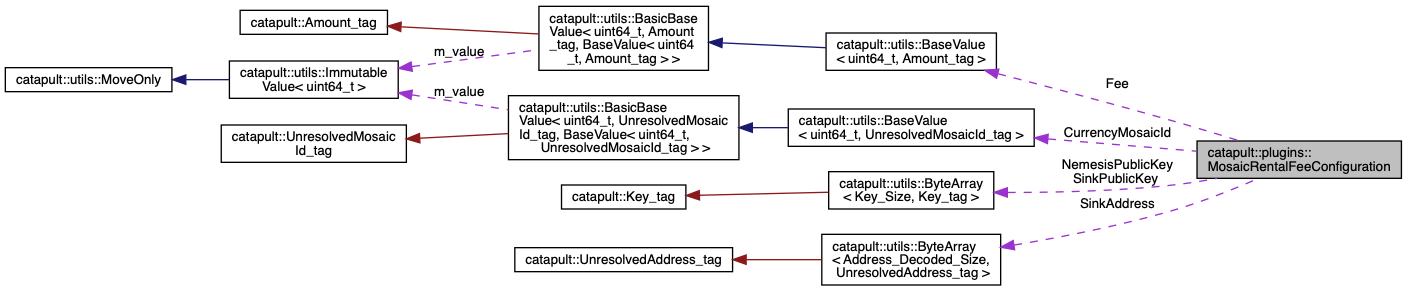 catapult::Amount_tag
catapult::utils::BasicBase
Value< uint64_t, Amount
_tag, BaseValue< uint64
_t, Amount_tag > >
catapult::utils::BaseValue
< uint64_t, Amount_tag >
m_value
catapult::utils::MoveOnly
catapult::utils::Immutable
Value< uint64_t >
Fee
m_value
catapult::utils::BasicBase
Value< uint64_t, UnresolvedMosaic
Id_tag, BaseValue< uint64_t,
UnresolvedMosaicId_tag > >
catapult::utils::BaseValue
< uint64_t, UnresolvedMosaicId_tag >
CurrencyMosaicId
catapult::UnresolvedMosaic
Id_tag
catapult::plugins::
MosaicRentalFeeConfiguration
NemesisPublicKey
SinkPublicKey
catapult::Key_tag
catapult::utils::ByteArray
< Key_Size, Key_tag >
SinkAddress
catapult::UnresolvedAddress_tag
catapult::utils::ByteArray
< Address_Decoded_Size,
UnresolvedAddress_tag >